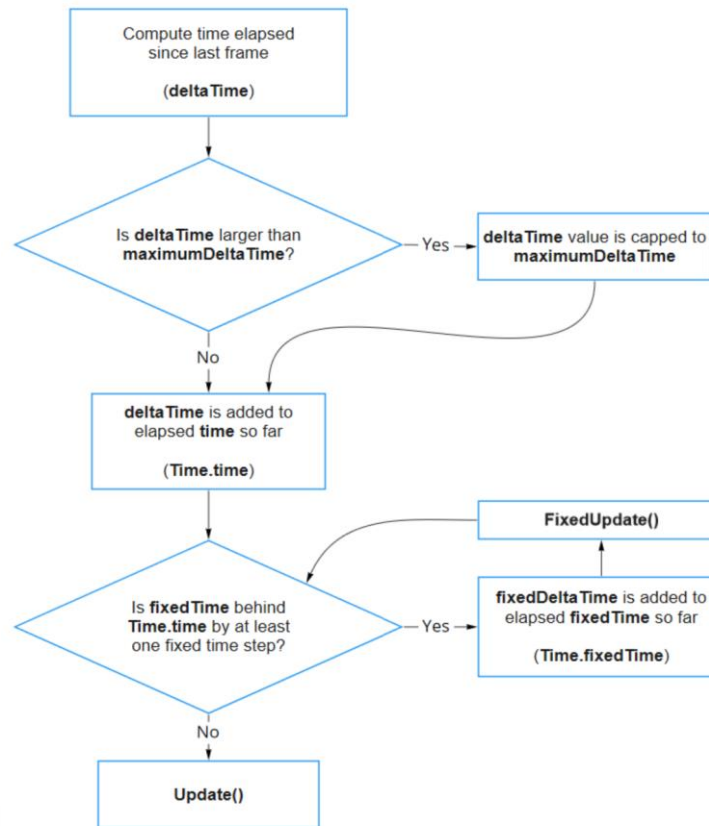 Compute time elapsed
since last frame
(deltaTime)
Is deltaTime larger than
maximumDeltaTime?
Yes
deltaTime value is capped to
maximumDeltaTime
No
deltaTime is added to
elapsed time so far
(Time.time)
FixedUpdate()
Is fixedTime behind
Time.time by at least
one fixed time step?
Yes
fixedDeltaTime is added to
elapsed fixedTime so far
(Time.fixedTime)
No
Update()